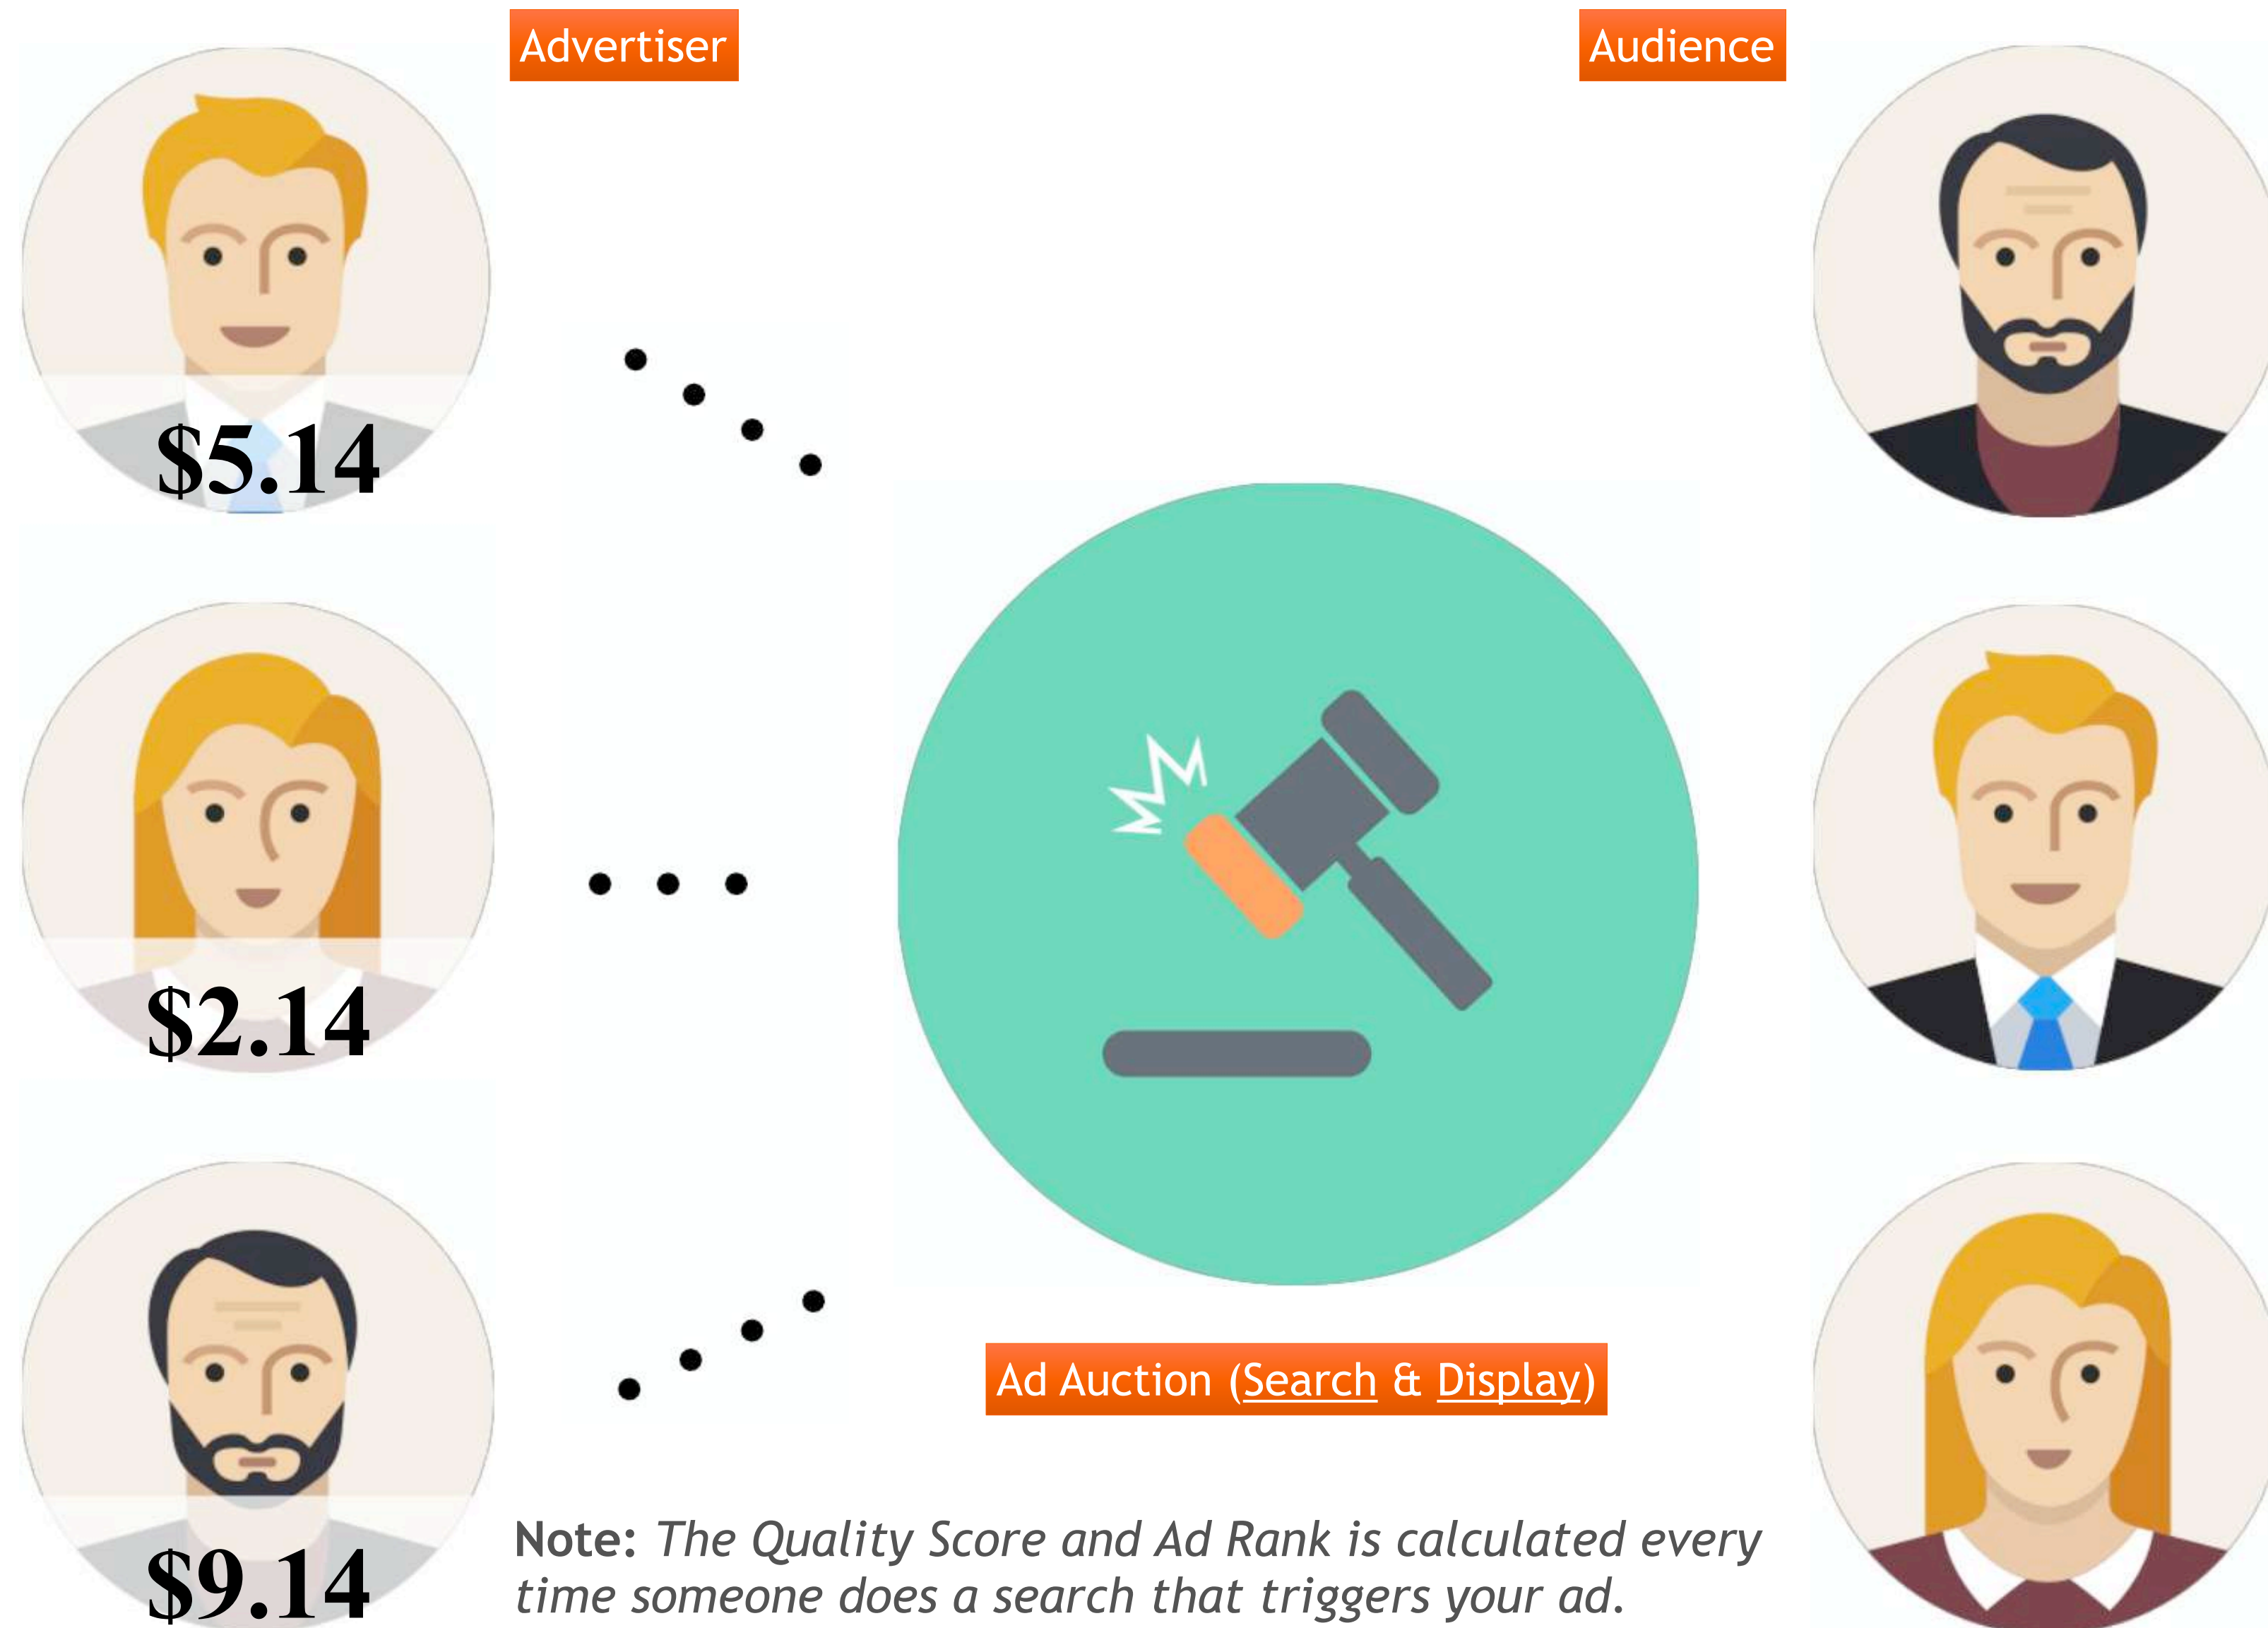 Advertiser
Audience
$5.14
$2.14
$9.14
Ad Auction (Search & Display)
Note: The Quality Score and Ad Rank is calculated every
time someone does a search that triggers your ad.